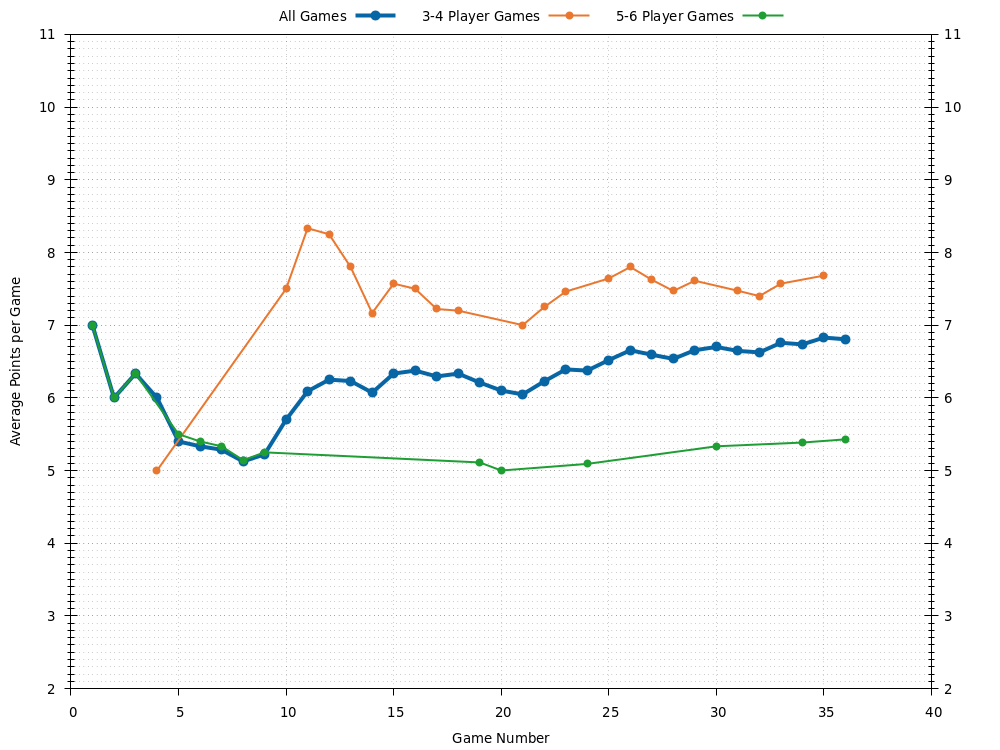 All Games 3-4 Player Games 5-6 Player Games
11 11
10 10
9 9
8 8
7 7
6 6
5 5
4 4
3 3
2 2
Average Points per Game
0 5 10 15 20 25 30 35 40
Game Number